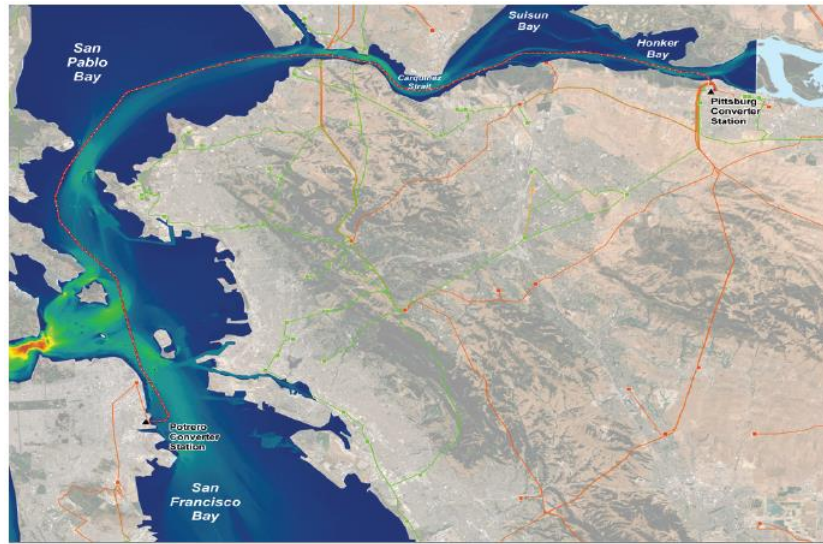 San
Pablo
Bay
Suisun
Bay
Honker
Bay
Carquinez
Strait
Pittsburg
Converter
Station
Potrero
Converter
Station
San
Francisco
Bay